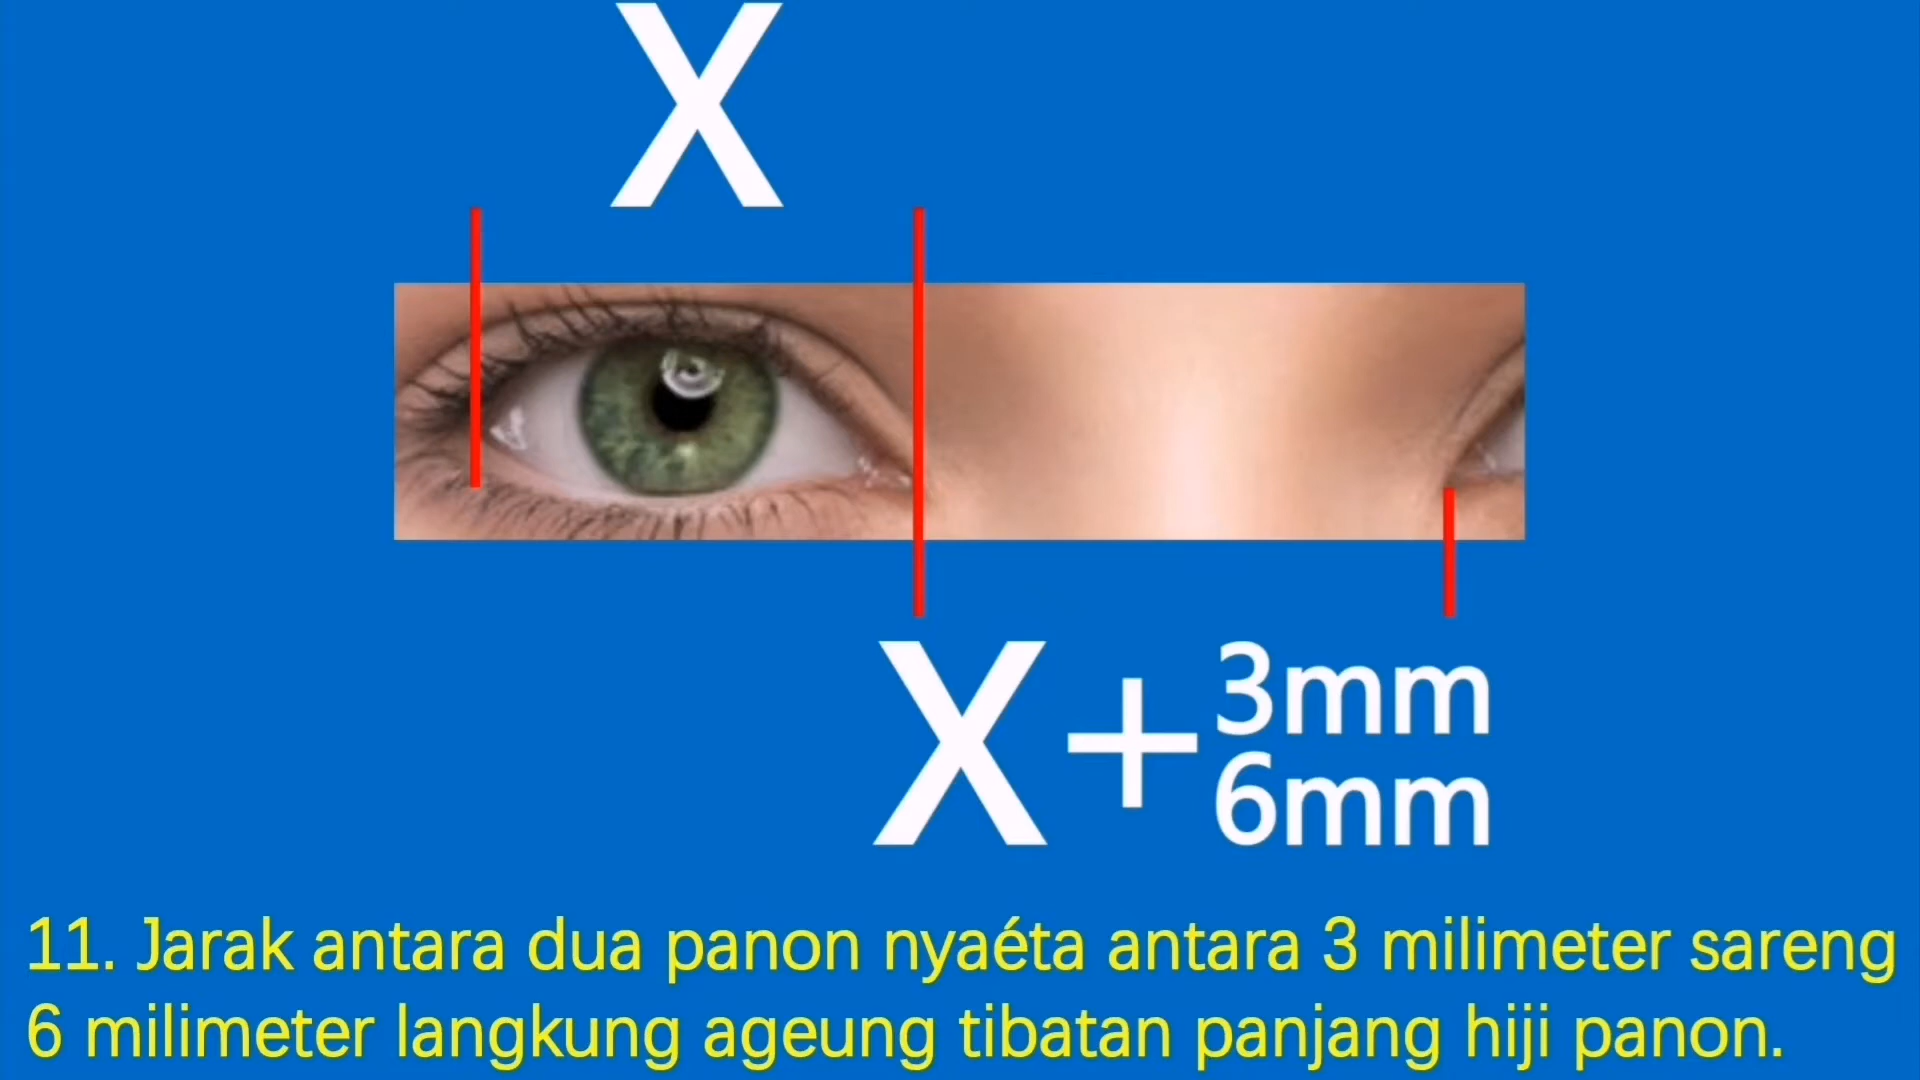 X
X+3mm
6mm
11. Jarak antara dua panon nyaéta antara 3 milimeter sareng
6 milimeter langkung ageung tibatan panjang hiji panon.